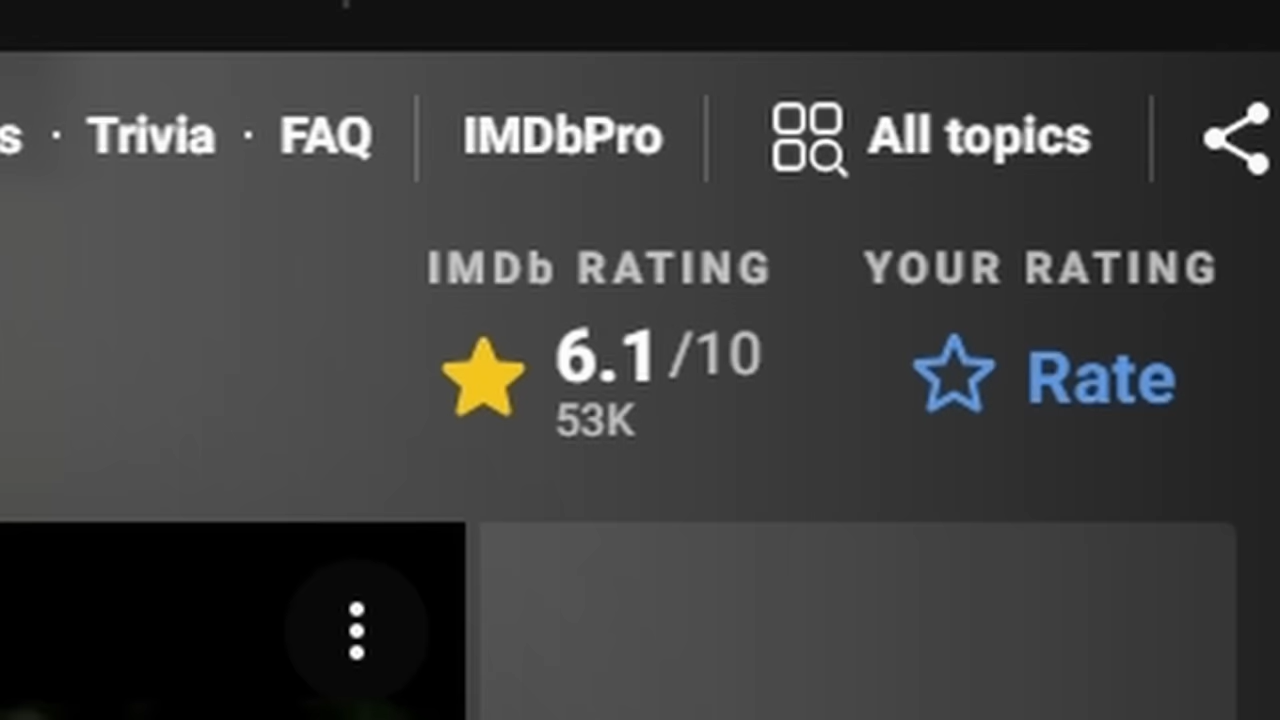 s · Trivia · FAQ IMDbPro All topics
IMDb RATING YOUR RATING
6.1/10 Rate
53K